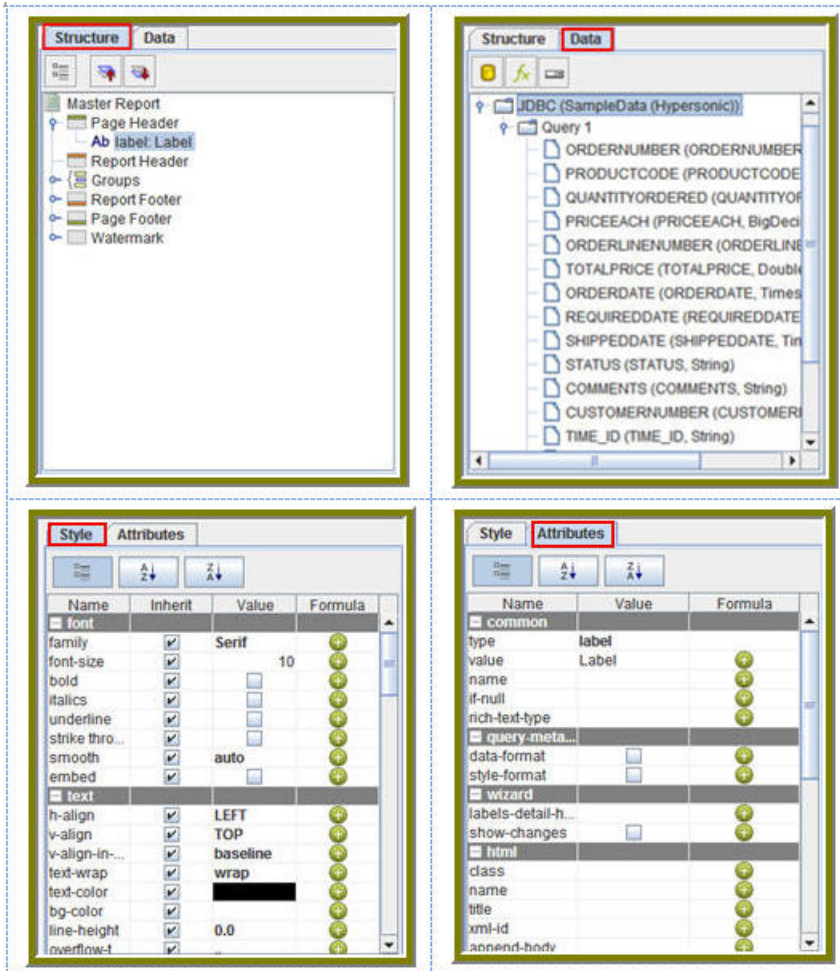 Structure Data
Master Report
Page Header
Ab label: Label
Report Header
Groups
Report Footer
Page Footer
Watermark
Structure Data
fx
JDBC (SampleData (Hypersonic))
Query 1
ORDERNUMBER (ORDERNUMBER
PRODUCTCODE (PRODUCTCODE
QUANTITYORDERED (QUANTITYOR
PRICEEACH (PRICEEACH, BigDeci
ORDERLINENUMBER (ORDERLINE
TOTALPRICE (TOTALPRICE, Double
ORDERDATE (ORDERDATE, Times
REQUIREDDATE (REQUIREDDATE
SHIPPEDDATE (SHIPPEDDATE, Tim
STATUS (STATUS, String)
COMMENTS (COMMENTS, String)
CUSTOMERNUMBER (CUSTOMER
TIME_ID (TIME_ID, String)
Style Attributes
A Z
Z A
Name Inherit Value Formula
font
family Serif
font-size 10
bold
italics
underline
strike thro...
smooth auto
embed
text
h-align LEFT
v-align TOP
v-align-in-... baseline
text-wrap wrap
text-color
bg-color
line-height 0.0
overflow-t
Style Attributes
A Z
Z A
Name Value Formula
common
type label
value Label
name
if-null
rich-text-type
query-meta...
data-format
style-format
wizard
labels-detail-h...
show-changes
html
class
name
title
xml-id
append-body